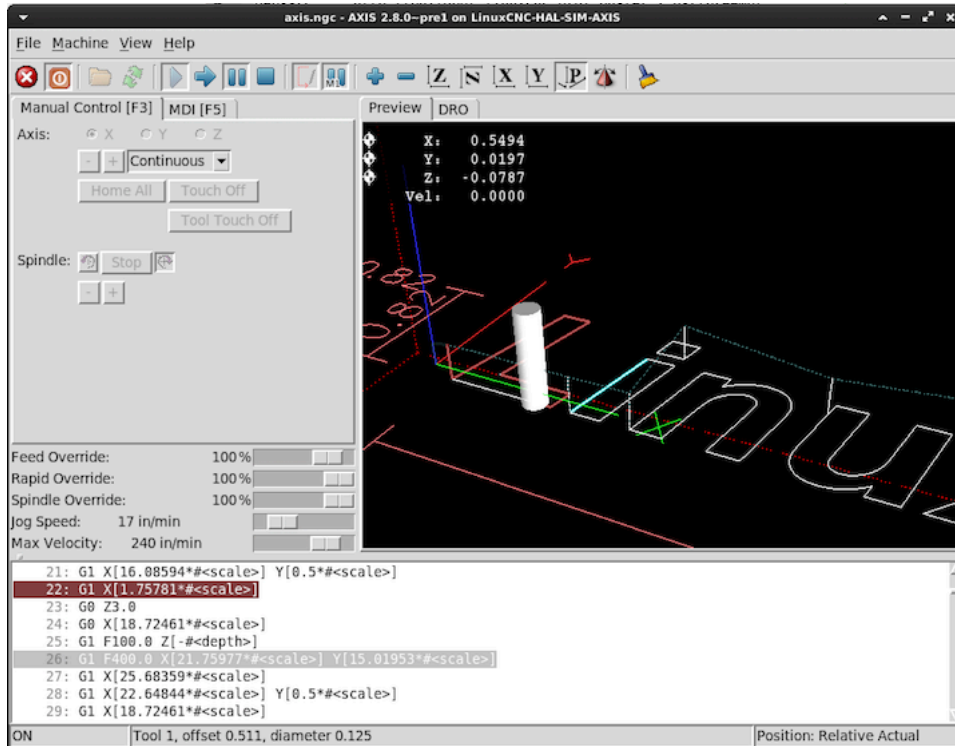 axis.ngc - AXIS 2.8.0~pre1 on LinuxCNC-HAL-SIM-AXIS
File Machine View Help
Z N X Y P
Manual Control [F3] MDI [F5]
Preview DRO
Axis: X Y Z
- + Continuous
Home All Touch Off
Tool Touch Off
Spindle: Stop
- +
X: 0.5494
Y: 0.0197
Z: -0.0787
Vel: 0.0000
X
Y
Linu
Feed Override: 100%
Rapid Override: 100%
Spindle Override: 100%
Jog Speed: 17 in/min
Max Velocity: 240 in/min
21: G1 X[16.08594*#<scale>] Y[0.5*#<scale>]
22: G1 X[1.75781*#<scale>]
23: G0 Z3.0
24: G0 X[18.72461*#<scale>]
25: G1 F100.0 Z[-#<depth>]
26: G1 F400.0 X[21.75977*#<scale>] Y[15.01953*#<scale>]
27: G1 X[25.68359*#<scale>]
28: G1 X[22.64844*#<scale>] Y[0.5*#<scale>]
29: G1 X[18.72461*#<scale>]
ON Tool 1, offset 0.511, diameter 0.125 Position: Relative Actual